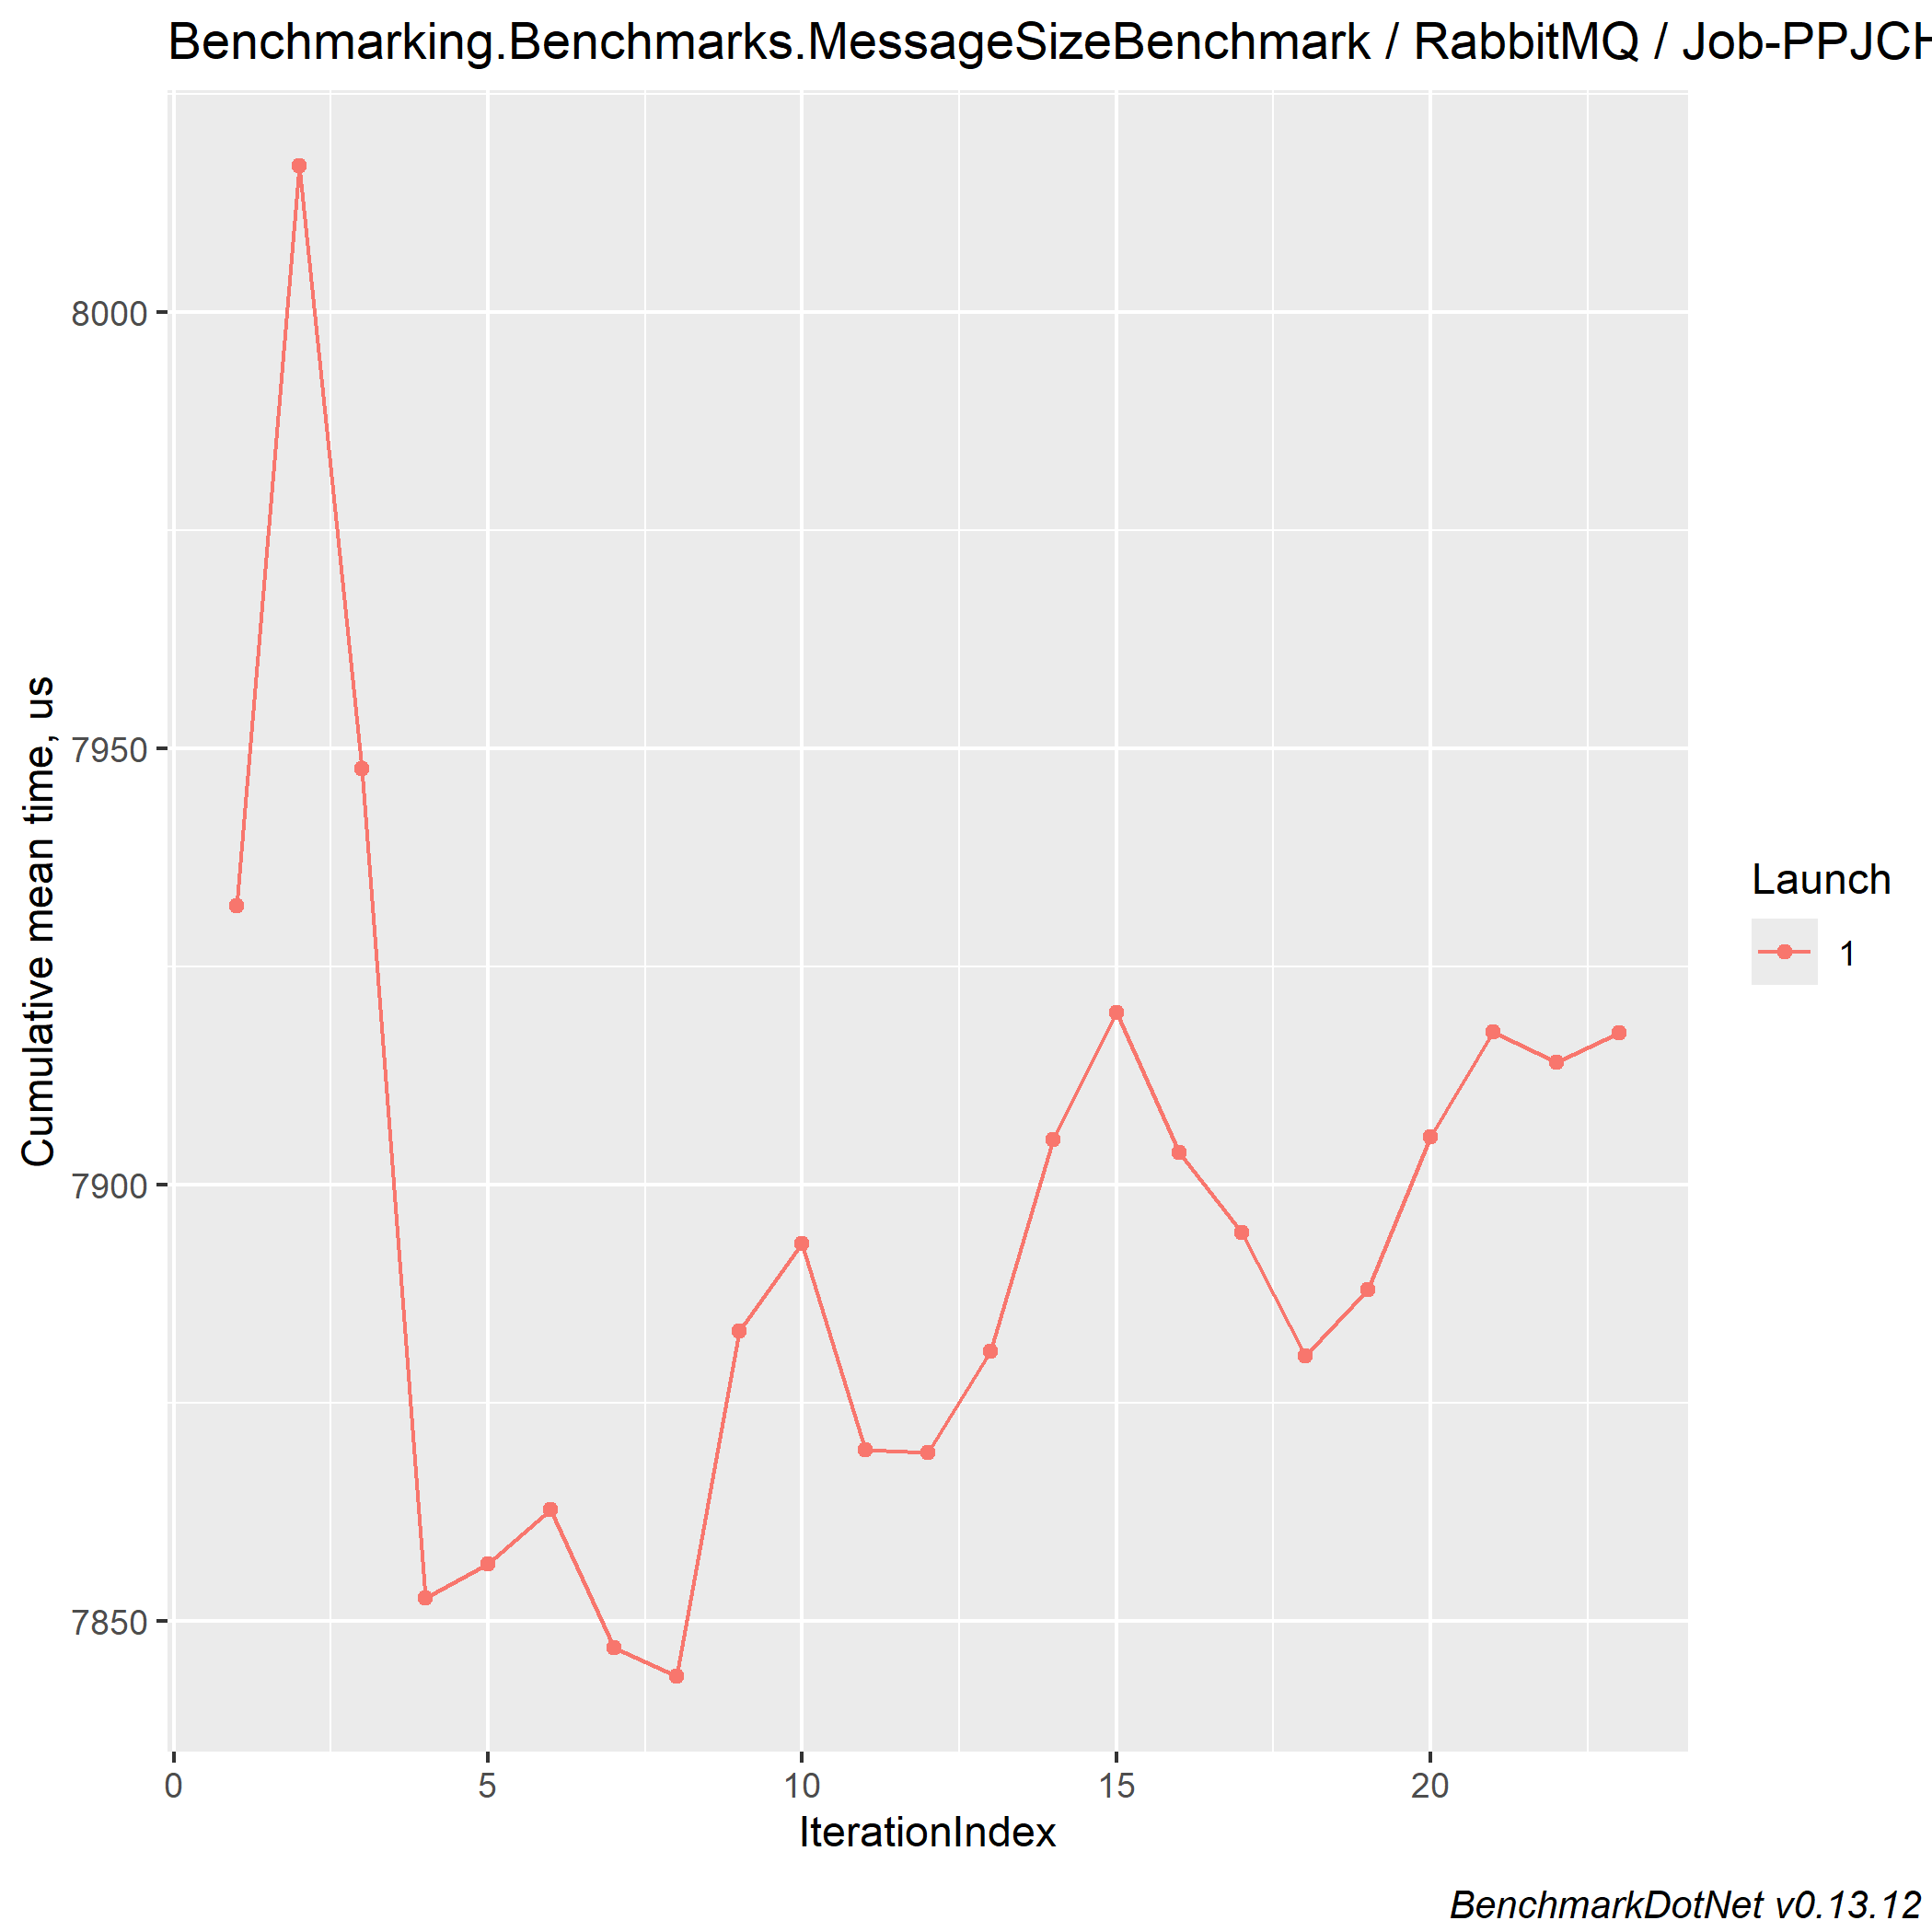 Benchmarking.Benchmarks.MessageSizeBenchmark / RabbitMQ / Job-PPJCH
Cumulative mean time, us
8000
7950
7900
7850
0 5 10 15 20
IterationIndex
Launch
1
BenchmarkDotNet v0.13.12